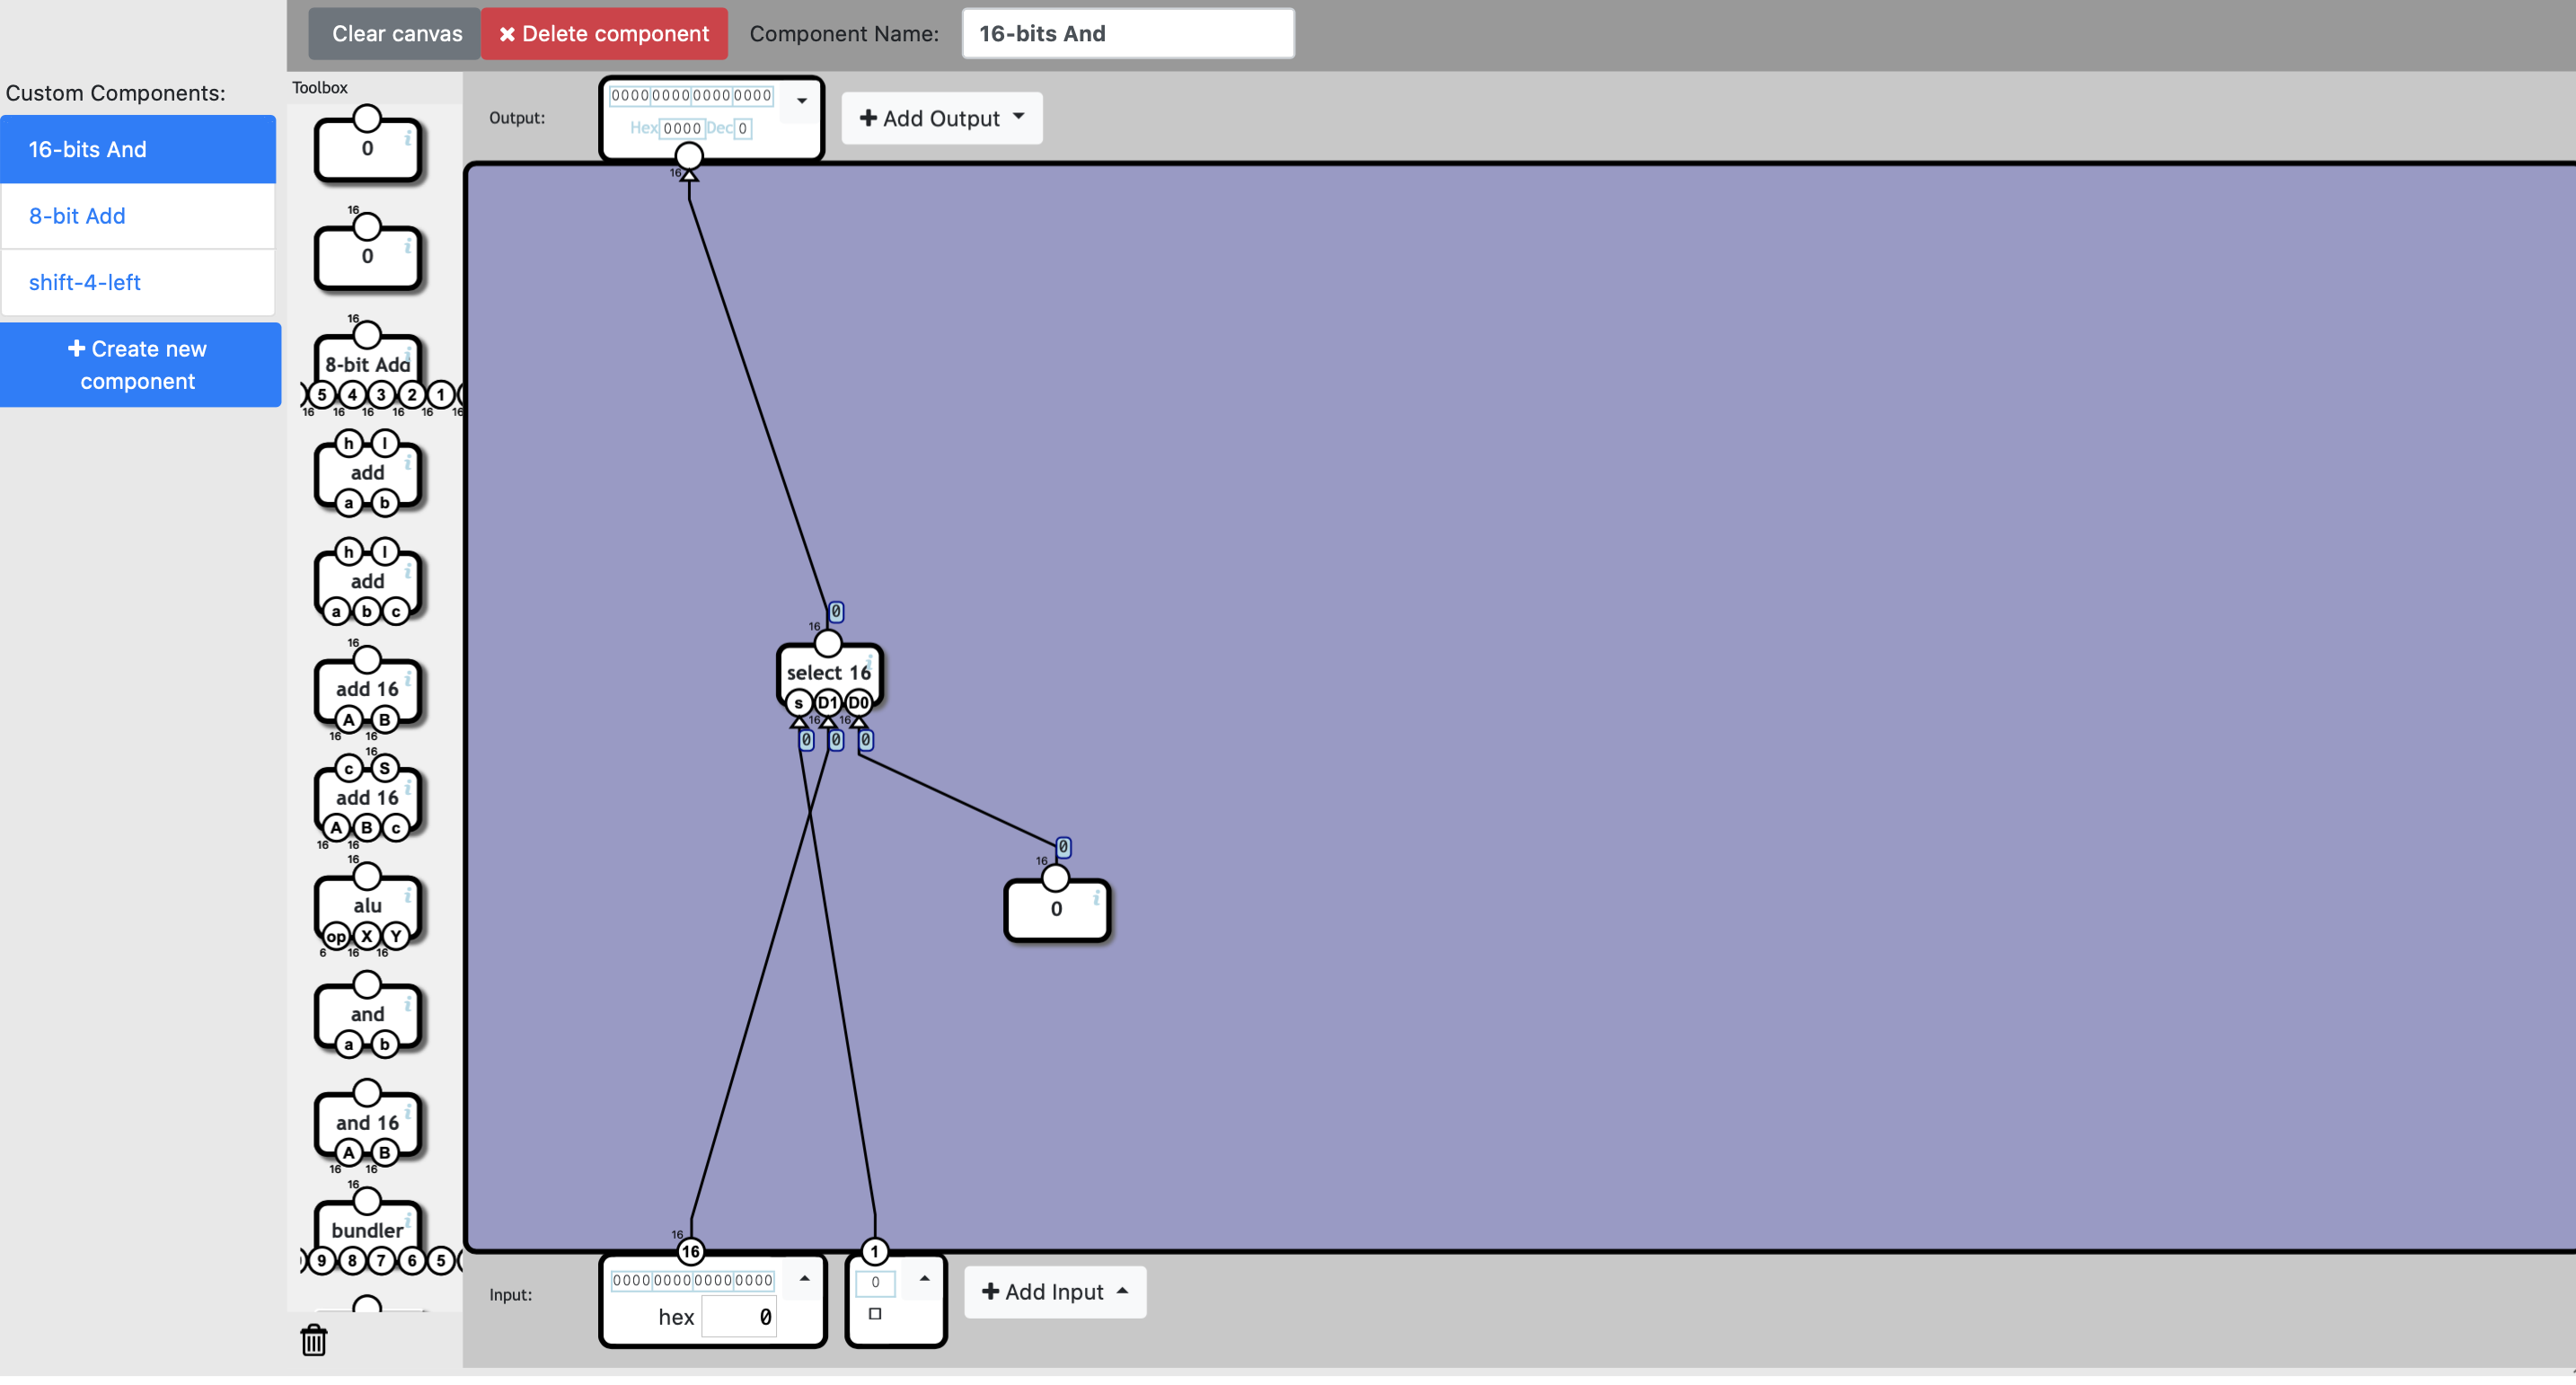 Clear canvas
Delete component
Component Name:
16-bits And
Custom Components:
16-bits And
8-bit Add
shift-4-left
Create new
component
Toolbox
0
16
0
16
8-bit Add
5 4 3 2 1
16 16 16 16 16 16
h l
add
a b
h l
add
a b c
16
add 16
A B
16 16
16
c S
add 16
A B c
16 16
16
alu
op X Y
6 16 16
and
a b
and 16
A B
16 16
16
bundler
9 8 7 6 5
Output:
0000 0000 0000 0000
Hex 0000 Dec 0
Add Output
16
0
16
select 16
s D1 D0
16 16
0 0 0
0
16
0
16
16 1
Input:
0000 0000 0000 0000
hex 0
0
Add Input